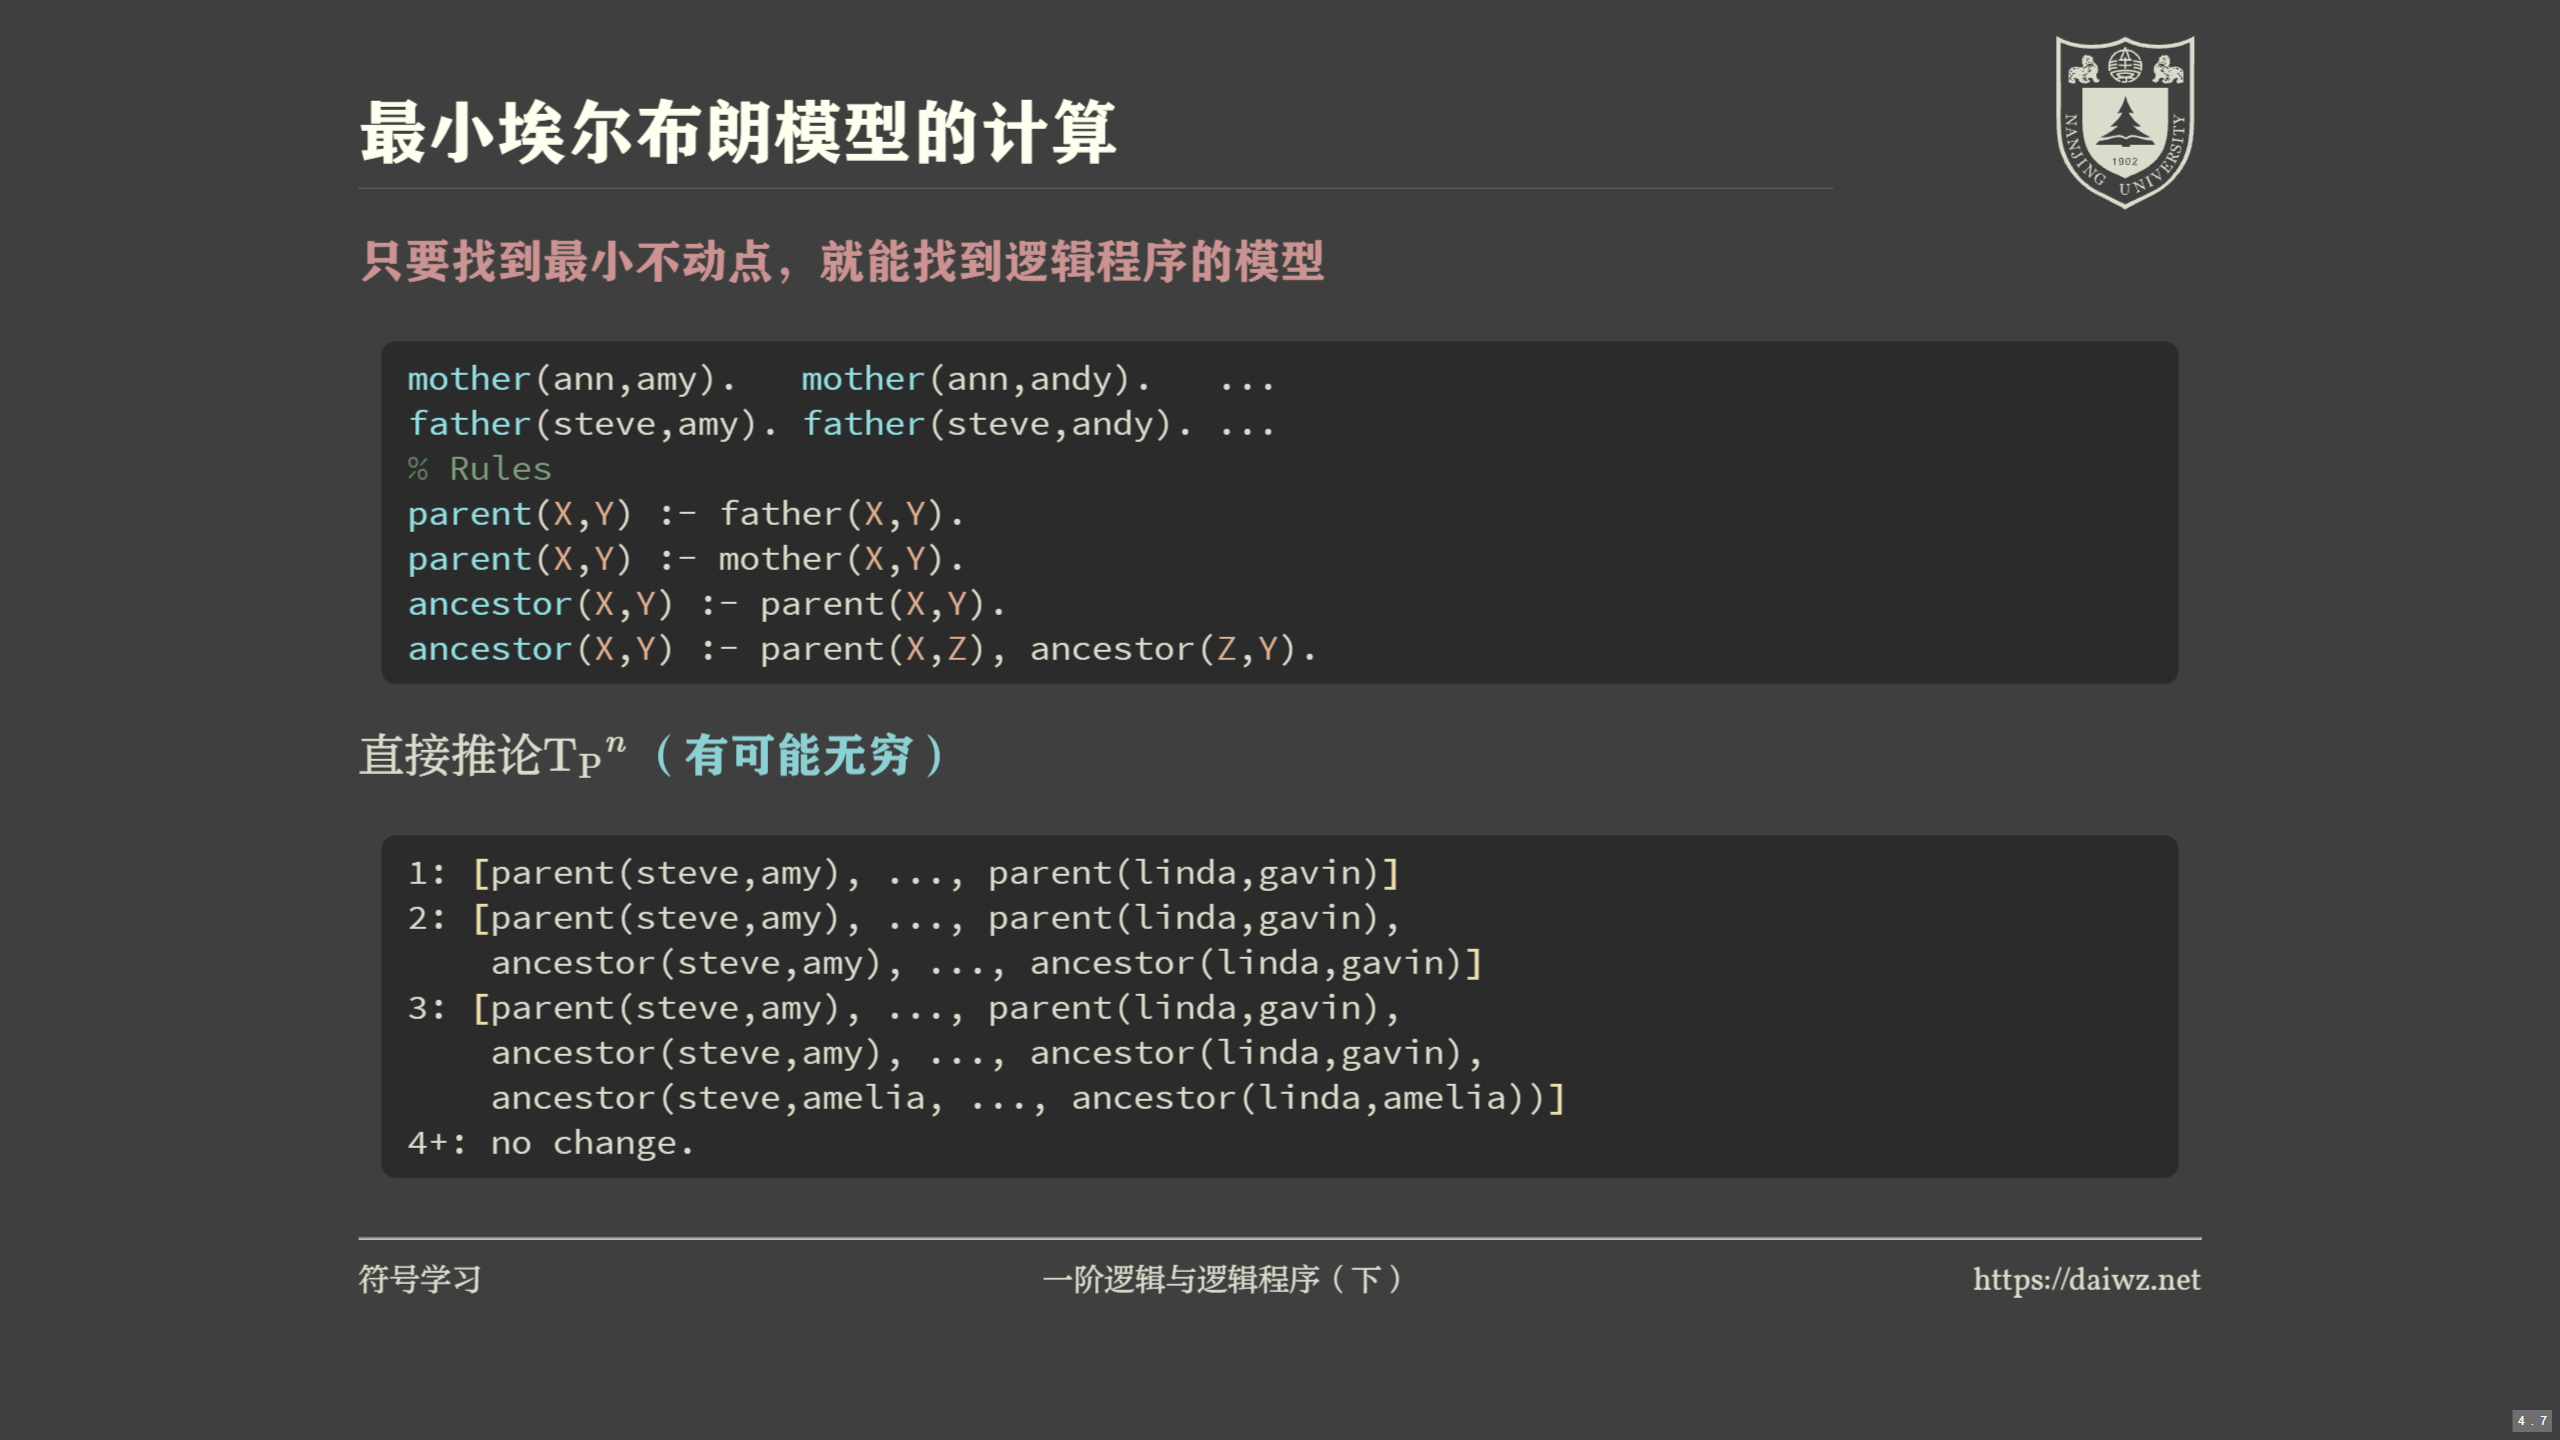 最小埃尔布朗模型的计算
NANJING UNIVERSITY
1902
只要找到最小不动点，就能找到逻辑程序的模型
mother(ann,amy).   mother(ann,andy).   ...
father(steve,amy). father(steve,andy). ...
% Rules
parent(X,Y) :- father(X,Y).
parent(X,Y) :- mother(X,Y).
ancestor(X,Y) :- parent(X,Y).
ancestor(X,Y) :- parent(X,Z), ancestor(Z,Y).
直接推论T_P^n（有可能无穷）
1: [parent(steve,amy), ..., parent(linda,gavin)]
2: [parent(steve,amy), ..., parent(linda,gavin),
    ancestor(steve,amy), ..., ancestor(linda,gavin)]
3: [parent(steve,amy), ..., parent(linda,gavin),
    ancestor(steve,amy), ..., ancestor(linda,gavin),
    ancestor(steve,amelia, ..., ancestor(linda,amelia))]
4+: no change.
符号学习
一阶逻辑与逻辑程序（下）
https://daiwz.net
4.7